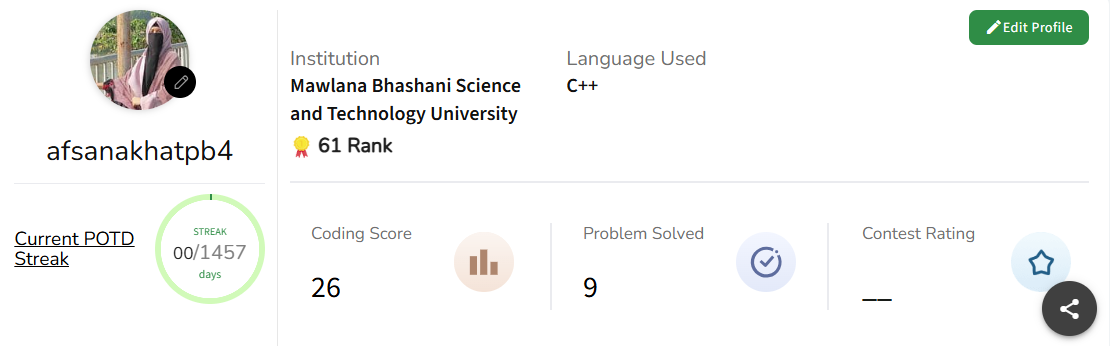 Edit Profile
Institution
Mawlana Bhashani Science
and Technology University
61 Rank
Language Used
C++
afsanakhatpb4
Current POTD
Streak
STREAK
00/1457
days
Coding Score
26
Problem Solved
9
Contest Rating
__